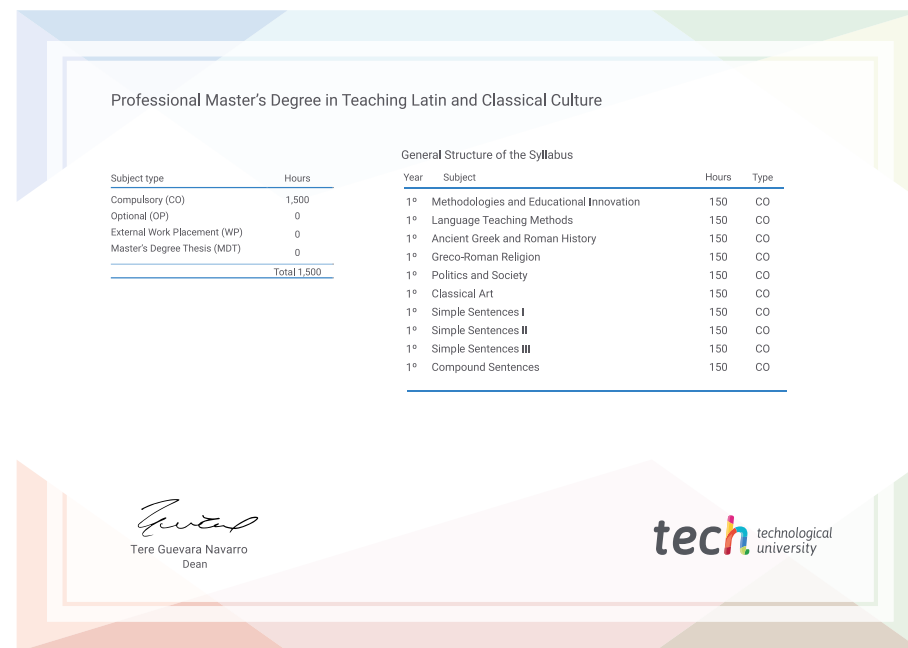 Professional Master's Degree in Teaching Latin and Classical Culture
Subject type Hours
Compulsory (CO) 1,500
Optional (OP) 0
External Work Placement (WP) 0
Master's Degree Thesis (MDT) 0
Total 1,500
General Structure of the Syllabus
Year Subject Hours Type
1º Methodologies and Educational Innovation 150 CO
1º Language Teaching Methods 150 CO
1º Ancient Greek and Roman History 150 CO
1º Greco-Roman Religion 150 CO
1º Politics and Society 150 CO
1º Classical Art 150 CO
1º Simple Sentences I 150 CO
1º Simple Sentences II 150 CO
1º Simple Sentences III 150 CO
1º Compound Sentences 150 CO
Tere Guevara Navarro
Dean
tech technological
university